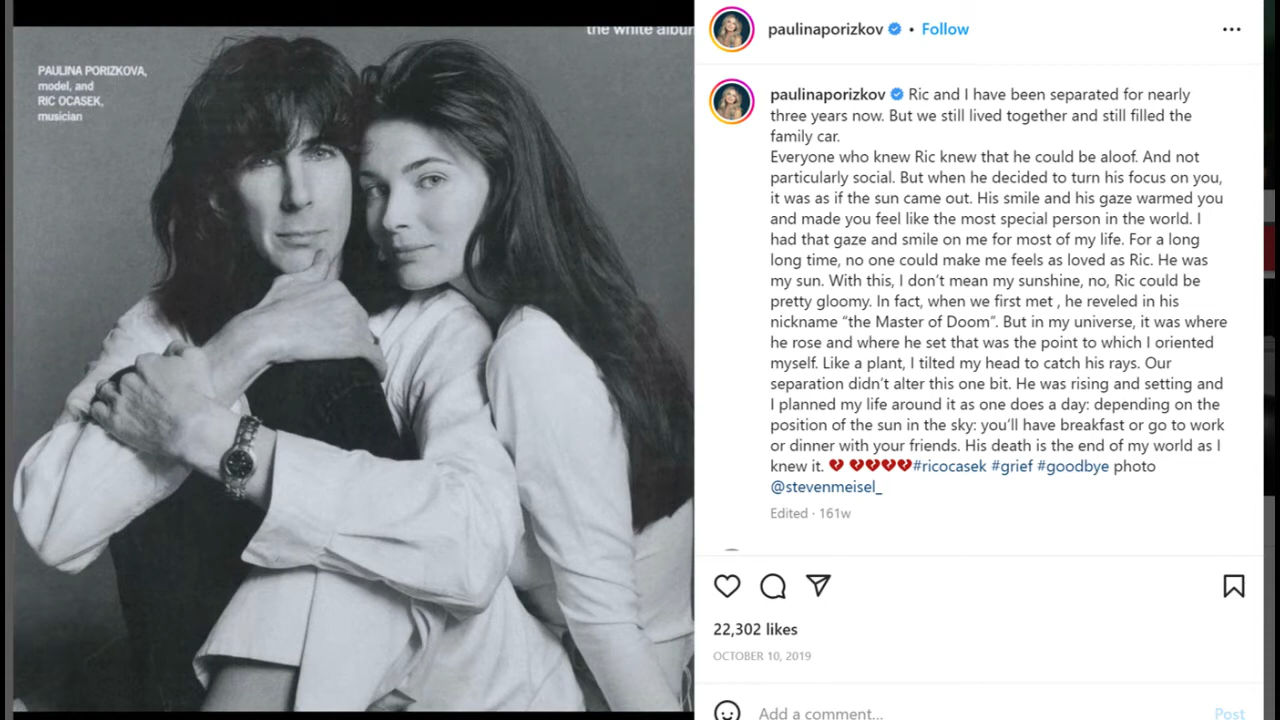 the white album
PAULINA PORIZKOVA,
model, and
RIC OCASEK,
musician
paulinaporizkov • Follow
paulinaporizkov Ric and I have been separated for nearly
three years now. But we still lived together and still filled the
family car.
Everyone who knew Ric knew that he could be aloof. And not
particularly social. But when he decided to turn his focus on you,
it was as if the sun came out. His smile and his gaze warmed you
and made you feel like the most special person in the world. I
had that gaze and smile on me for most of my life. For a long
long time, no one could make me feels as loved as Ric. He was
my sun. With this, I don’t mean my sunshine, no, Ric could be
pretty gloomy. In fact, when we first met , he reveled in his
nickname “the Master of Doom”. But in my universe, it was where
he rose and where he set that was the point to which I oriented
myself. Like a plant, I tilted my head to catch his rays. Our
separation didn’t alter this one bit. He was rising and setting and
I planned my life around it as one does a day: depending on the
position of the sun in the sky: you’ll have breakfast or go to work
or dinner with your friends. His death is the end of my world as I
knew it. 💔 💔💔💔💔#ricocasek #grief #goodbye photo
@stevenmeisel_
Edited · 161w
22,302 likes
OCTOBER 10, 2019
Add a comment...
Post